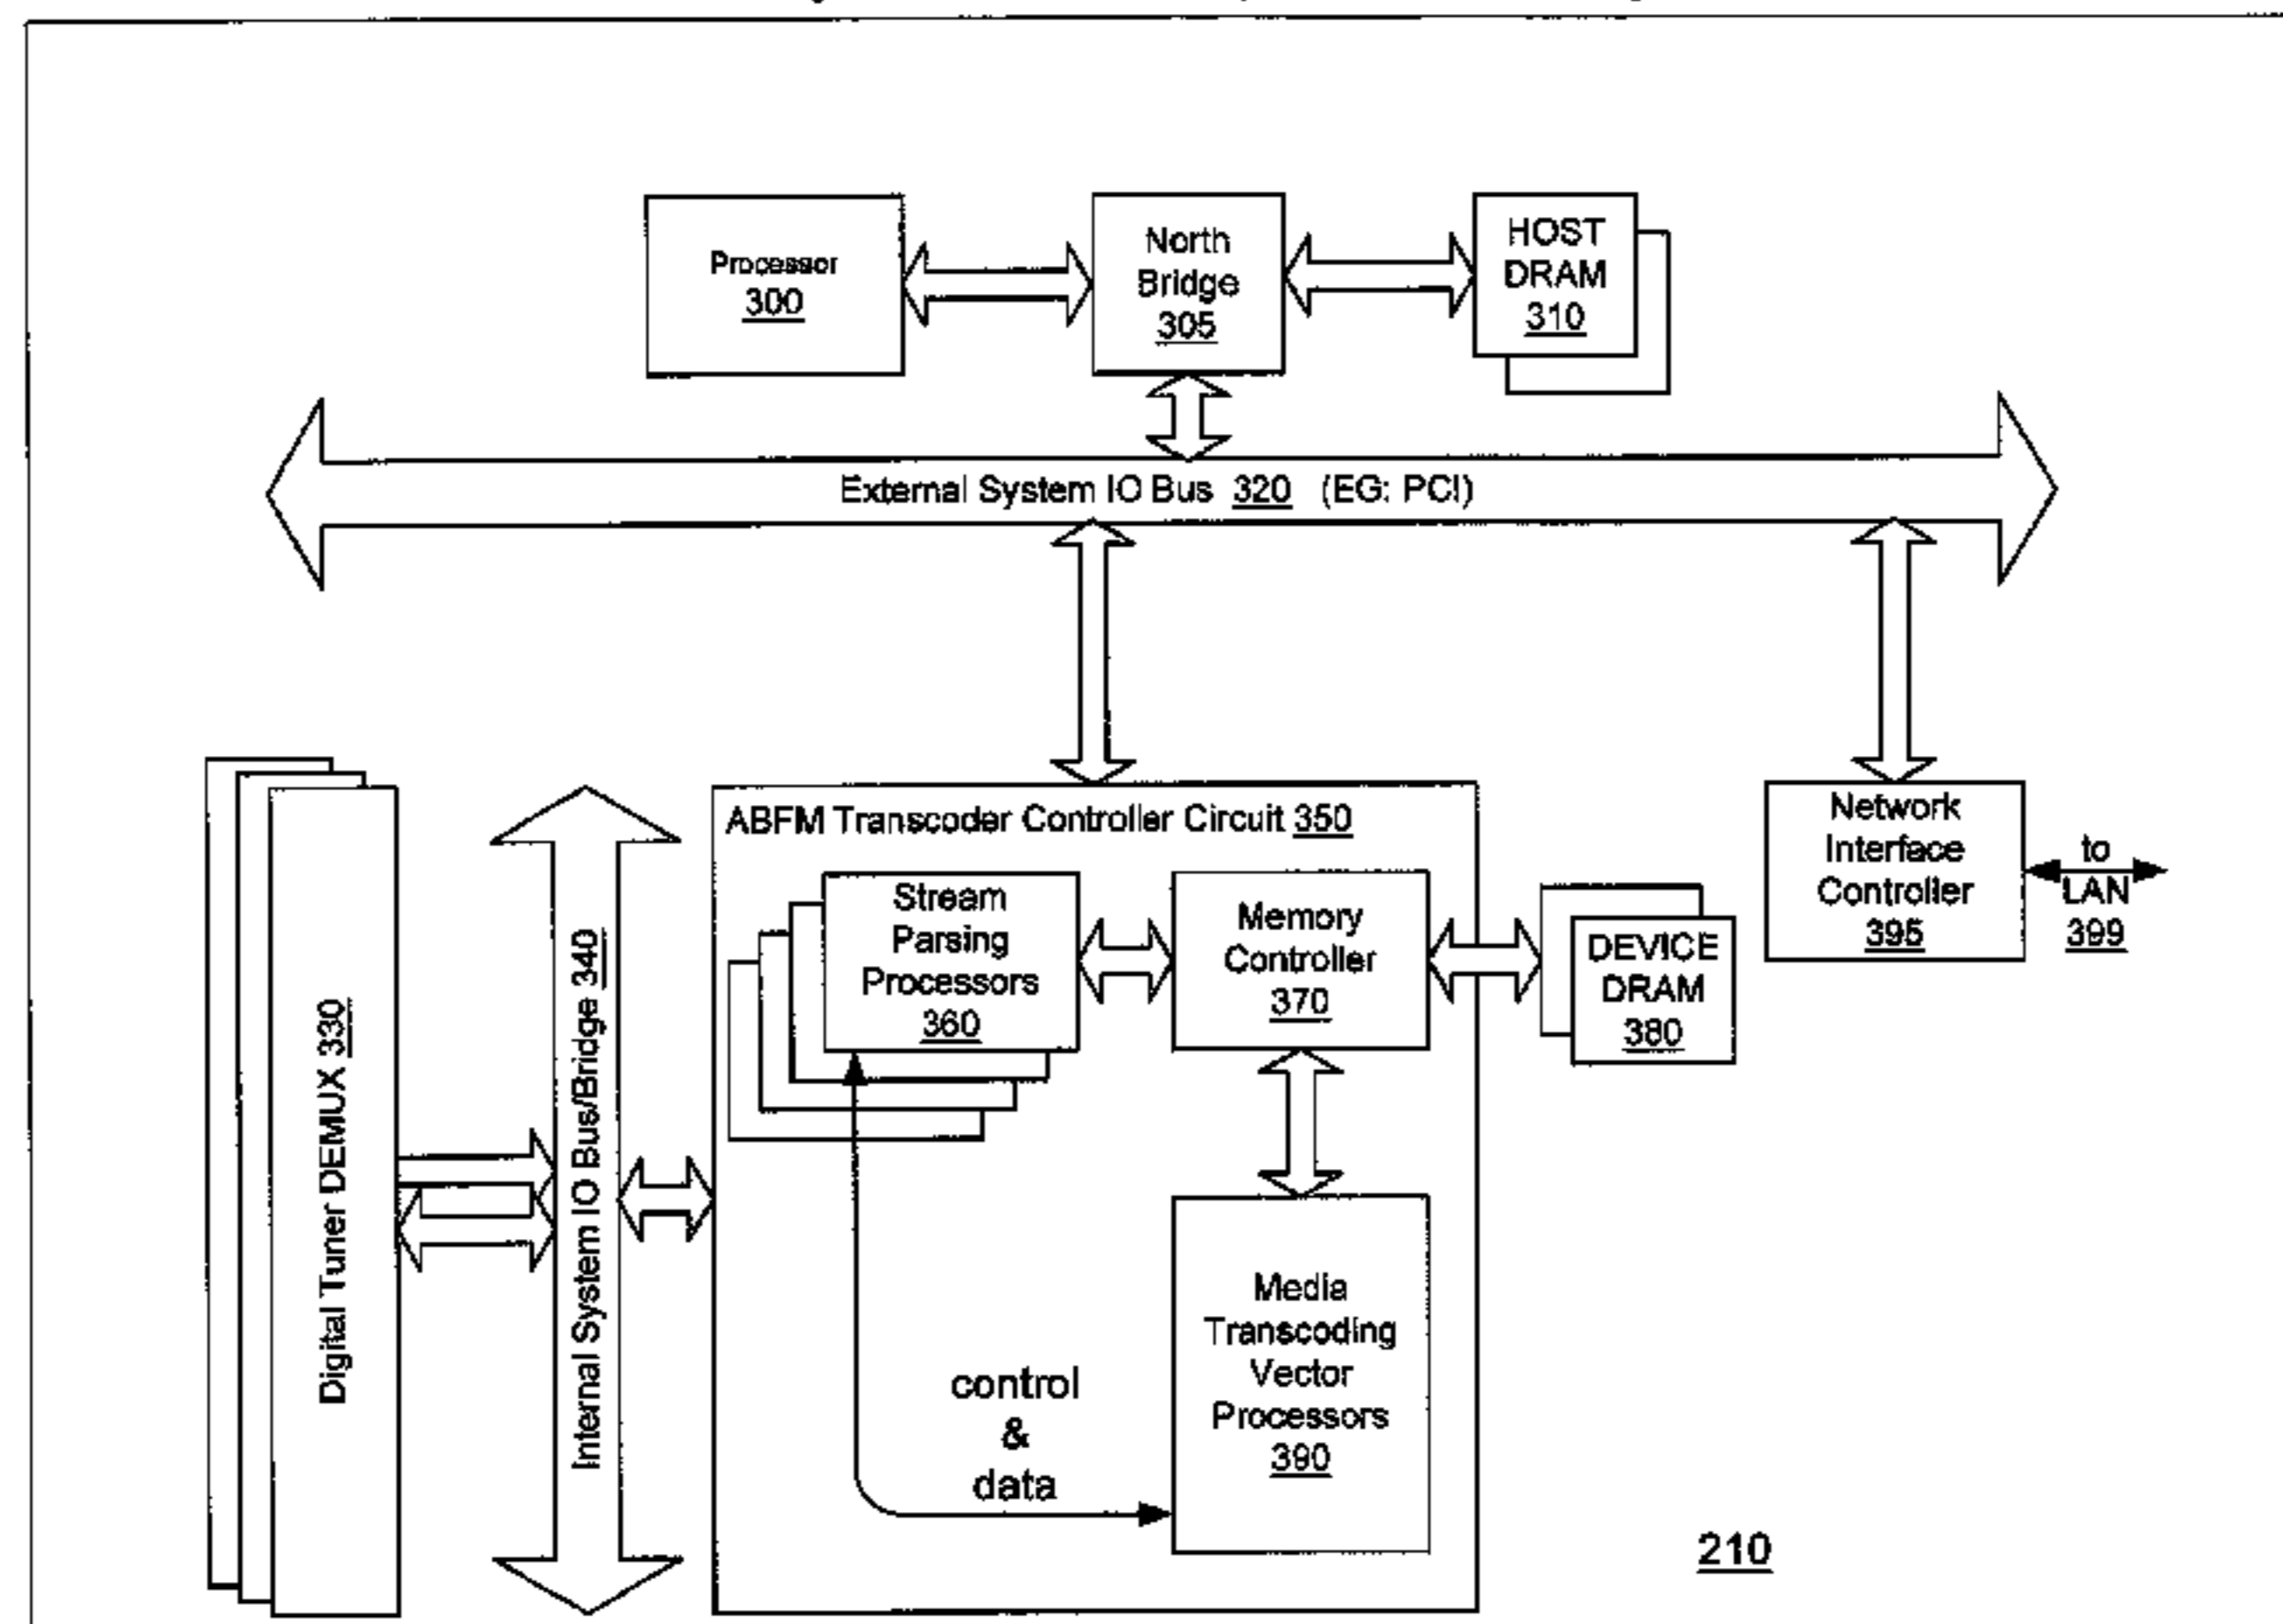 Processor
300
North
Bridge
305
HOST
DRAM
310
External System IO Bus 320 (EG: PCI)
Digital Tuner DEMUX 330
Internal System IO Bus/Bridge 340
ABFM Transcoder Controller Circuit 350
Stream
Parsing
Processors
360
Memory
Controller
370
DEVICE
DRAM
380
Network
Interface
Controller
395
to
LAN
399
Media
Transcoding
Vector
Processors
390
control
&
data
210